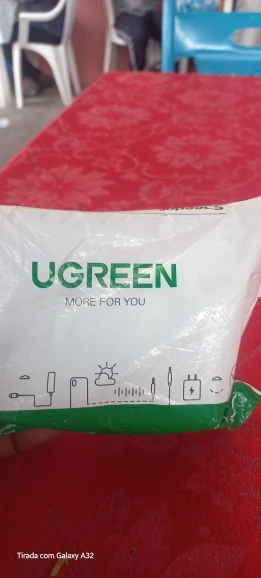 UGREEN
MORE FOR YOU
Tirada com Galaxy A32